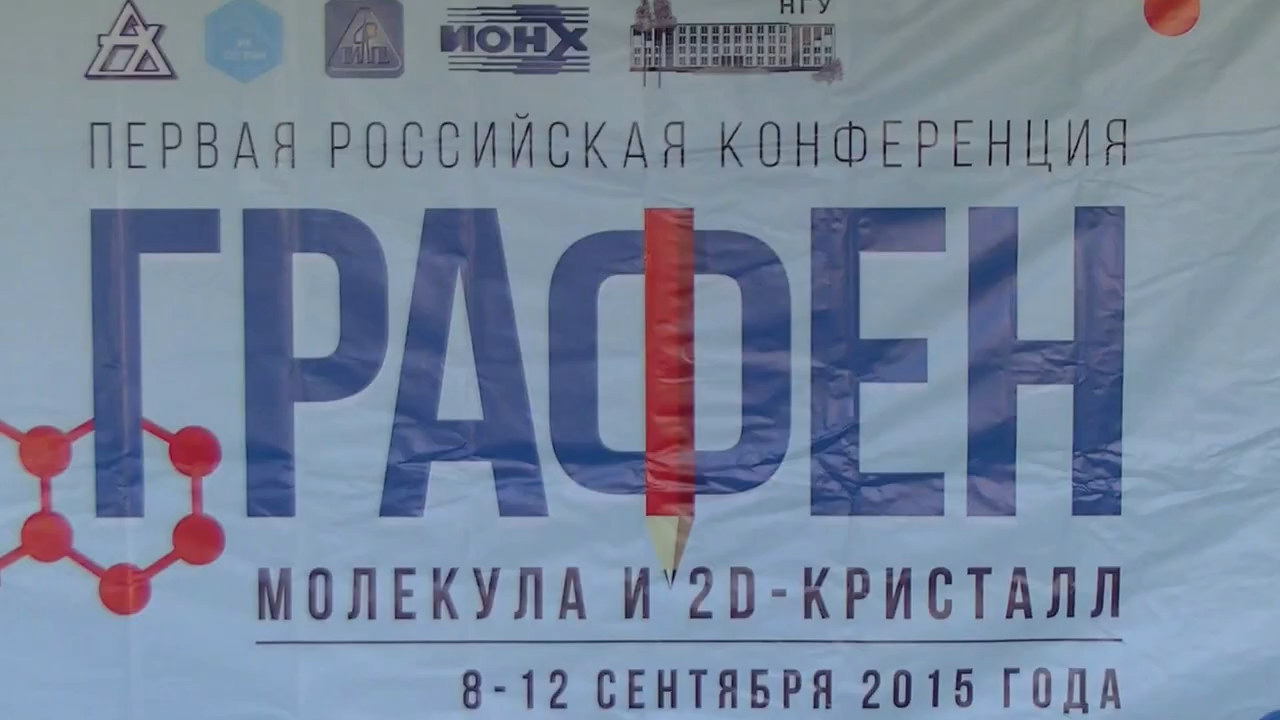 ИОНХ
НГУ
ПЕРВАЯ РОССИЙСКАЯ КОНФЕРЕНЦИЯ
ГРАФЕН
МОЛЕКУЛА И 2D-КРИСТАЛЛ
8-12 СЕНТЯБРЯ 2015 ГОДА